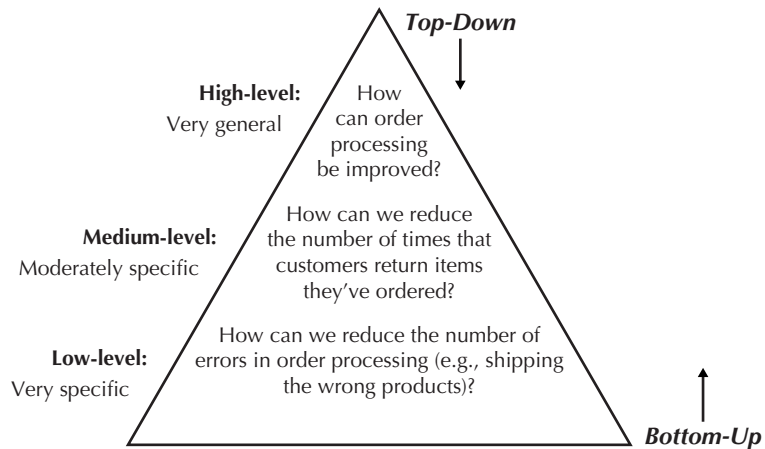 Top-Down
High-level:
Very general
How
can order
processing
be improved?
Medium-level:
Moderately specific
How can we reduce
the number of times that
customers return items
they've ordered?
Low-level:
Very specific
How can we reduce the number of
errors in order processing (e.g., shipping
the wrong products)?
Bottom-Up